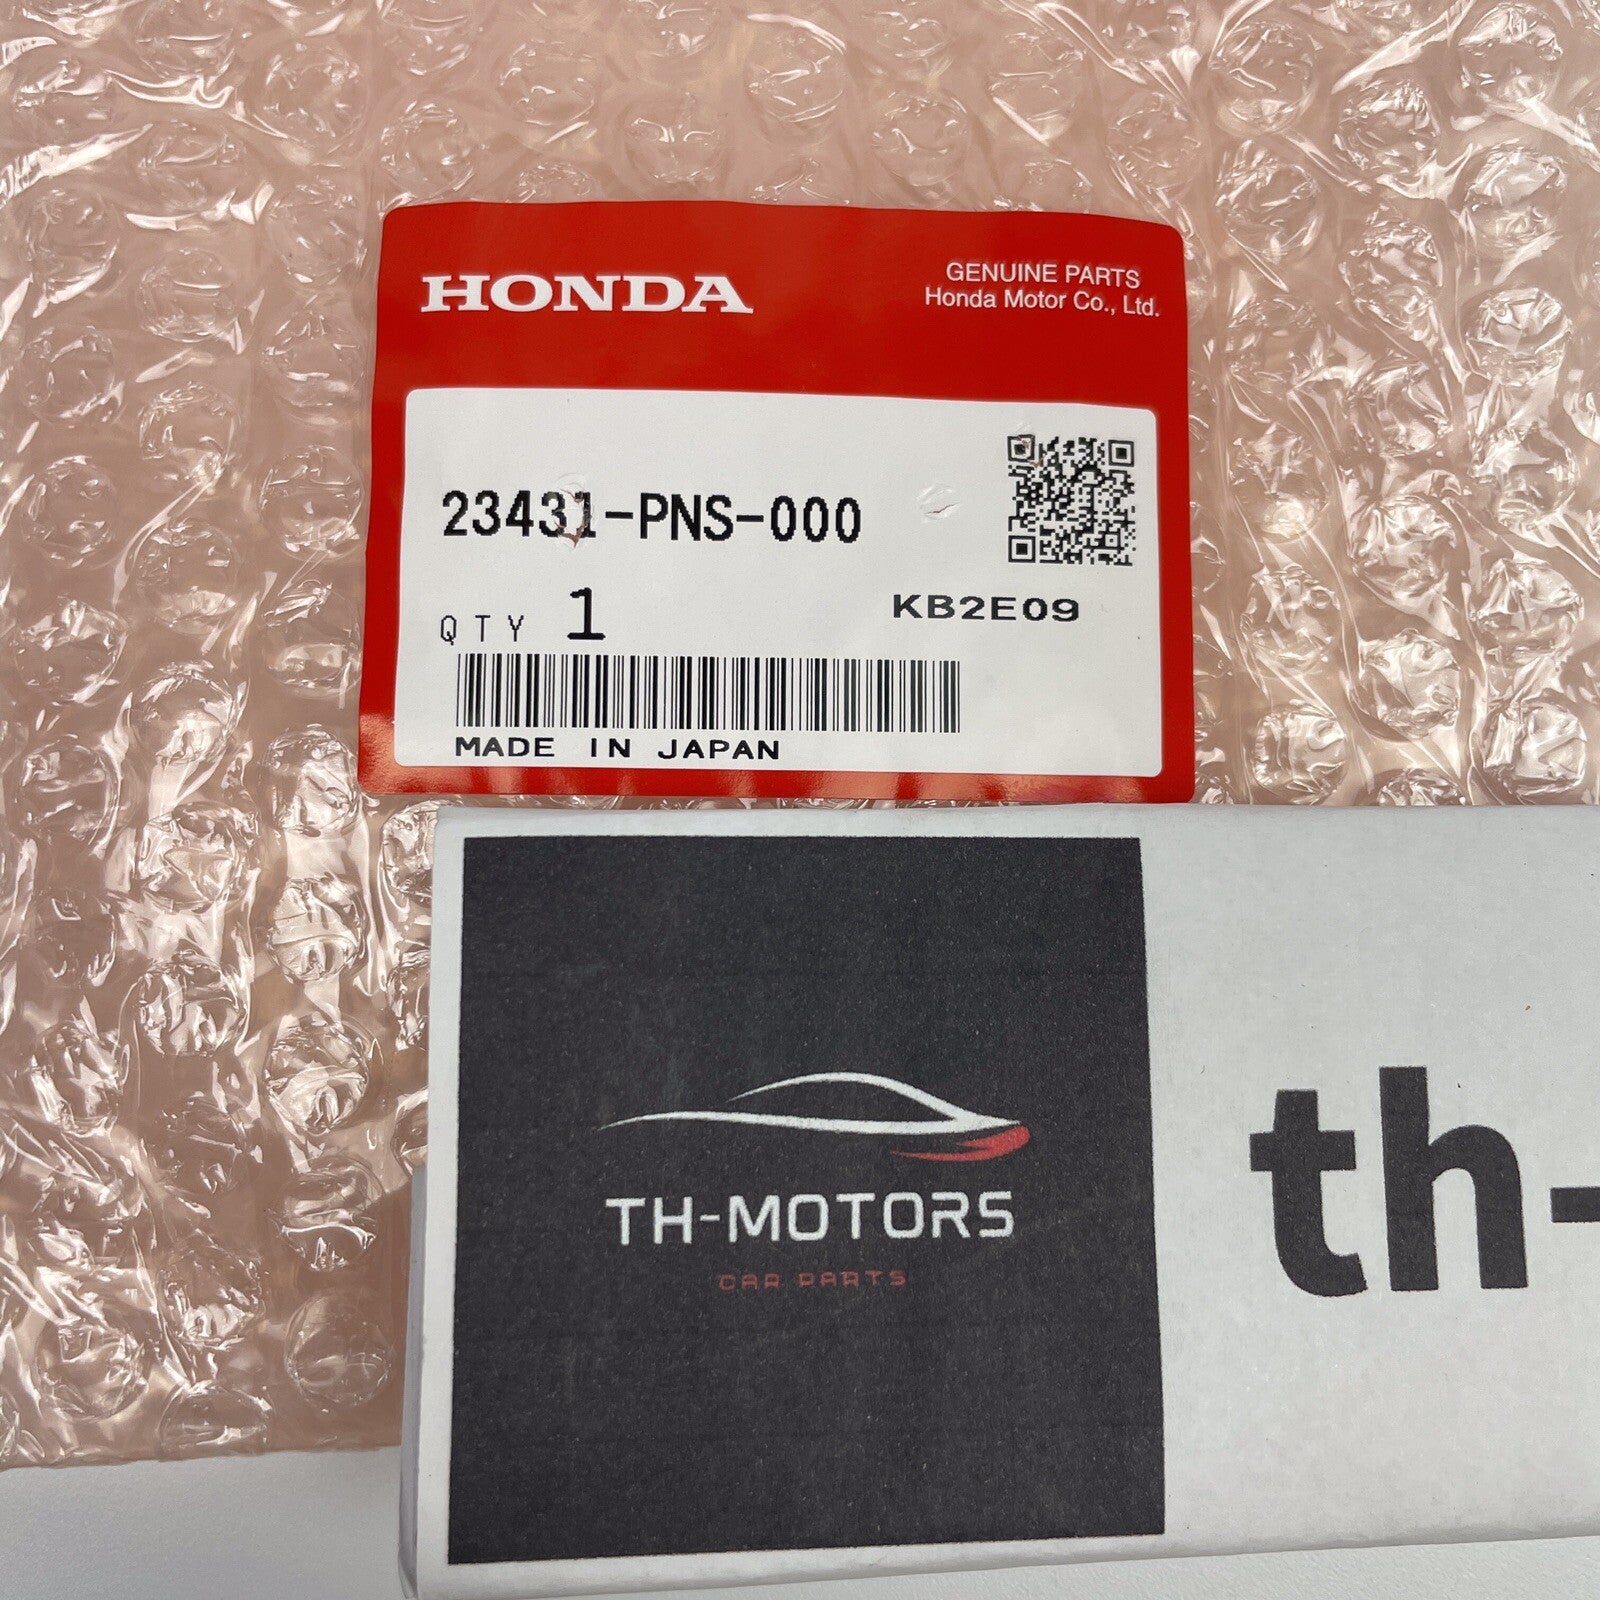 HONDA
GENUINE PARTS
Honda Motor Co., Ltd.
23431-PNS-000
QTY 1
KB2E09
MADE IN JAPAN
TH-MOTORS
CAR PARTS
th-